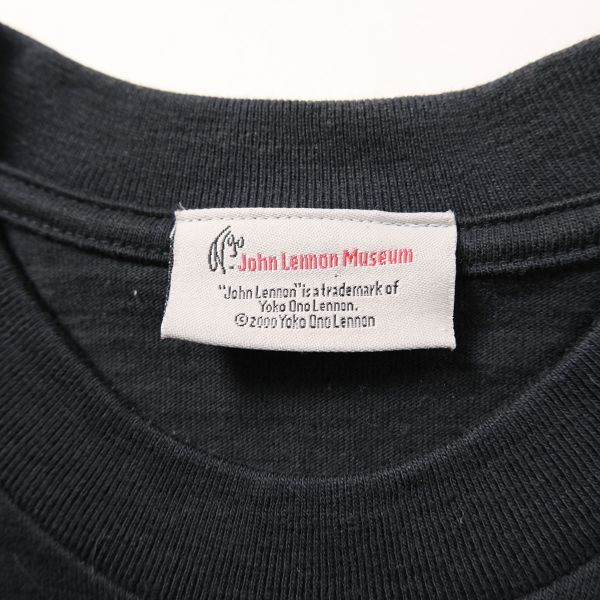 John Lennon Museum
"John Lennon" is a trademark of
Yoko Ono Lennon.
©2000 Yoko Ono Lennon